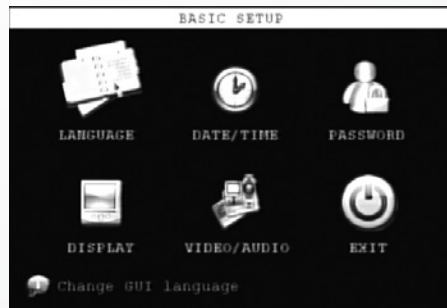 BASIC SETUP
LANGUAGE DATE/TIME PASSWORD
DISPLAY VIDEO/AUDIO EXIT
Change GUI language